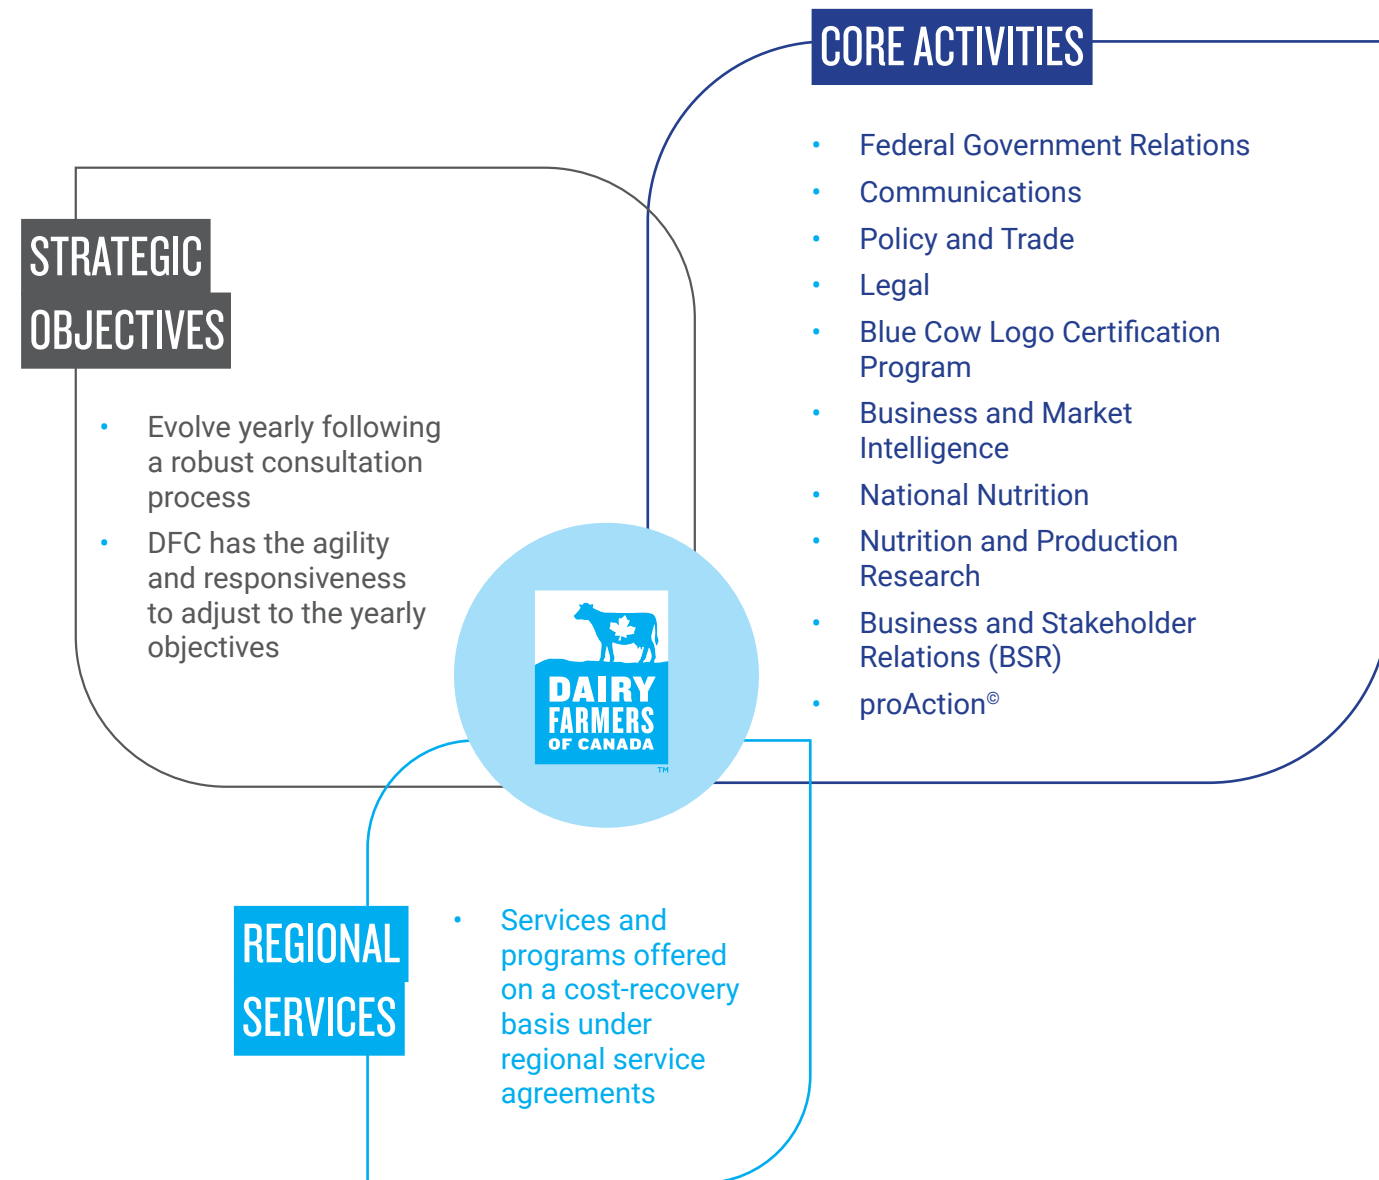 CORE ACTIVITIES
• Federal Government Relations
• Communications
• Policy and Trade
• Legal
• Blue Cow Logo Certification
Program
• Business and Market
Intelligence
• National Nutrition
• Nutrition and Production
Research
• Business and Stakeholder
Relations (BSR)
• proAction©
STRATEGIC
OBJECTIVES
• Evolve yearly following
a robust consultation
process
• DFC has the agility
and responsiveness
to adjust to the yearly
objectives
DAIRY
FARMERS
OF CANADA
TM
REGIONAL
SERVICES
• Services and
programs offered
on a cost-recovery
basis under
regional service
agreements